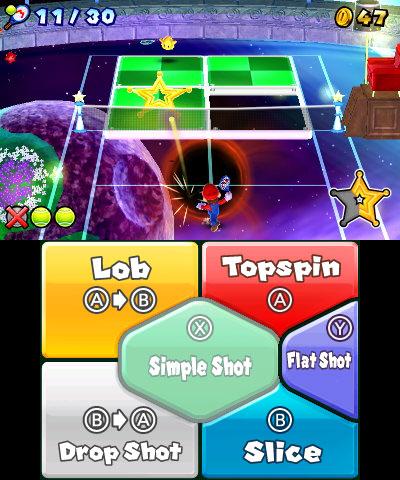 11/30
47
Lob
A B
Topspin
A
X
Simple Shot
Y
Flat Shot
B A
Drop Shot
B
Slice